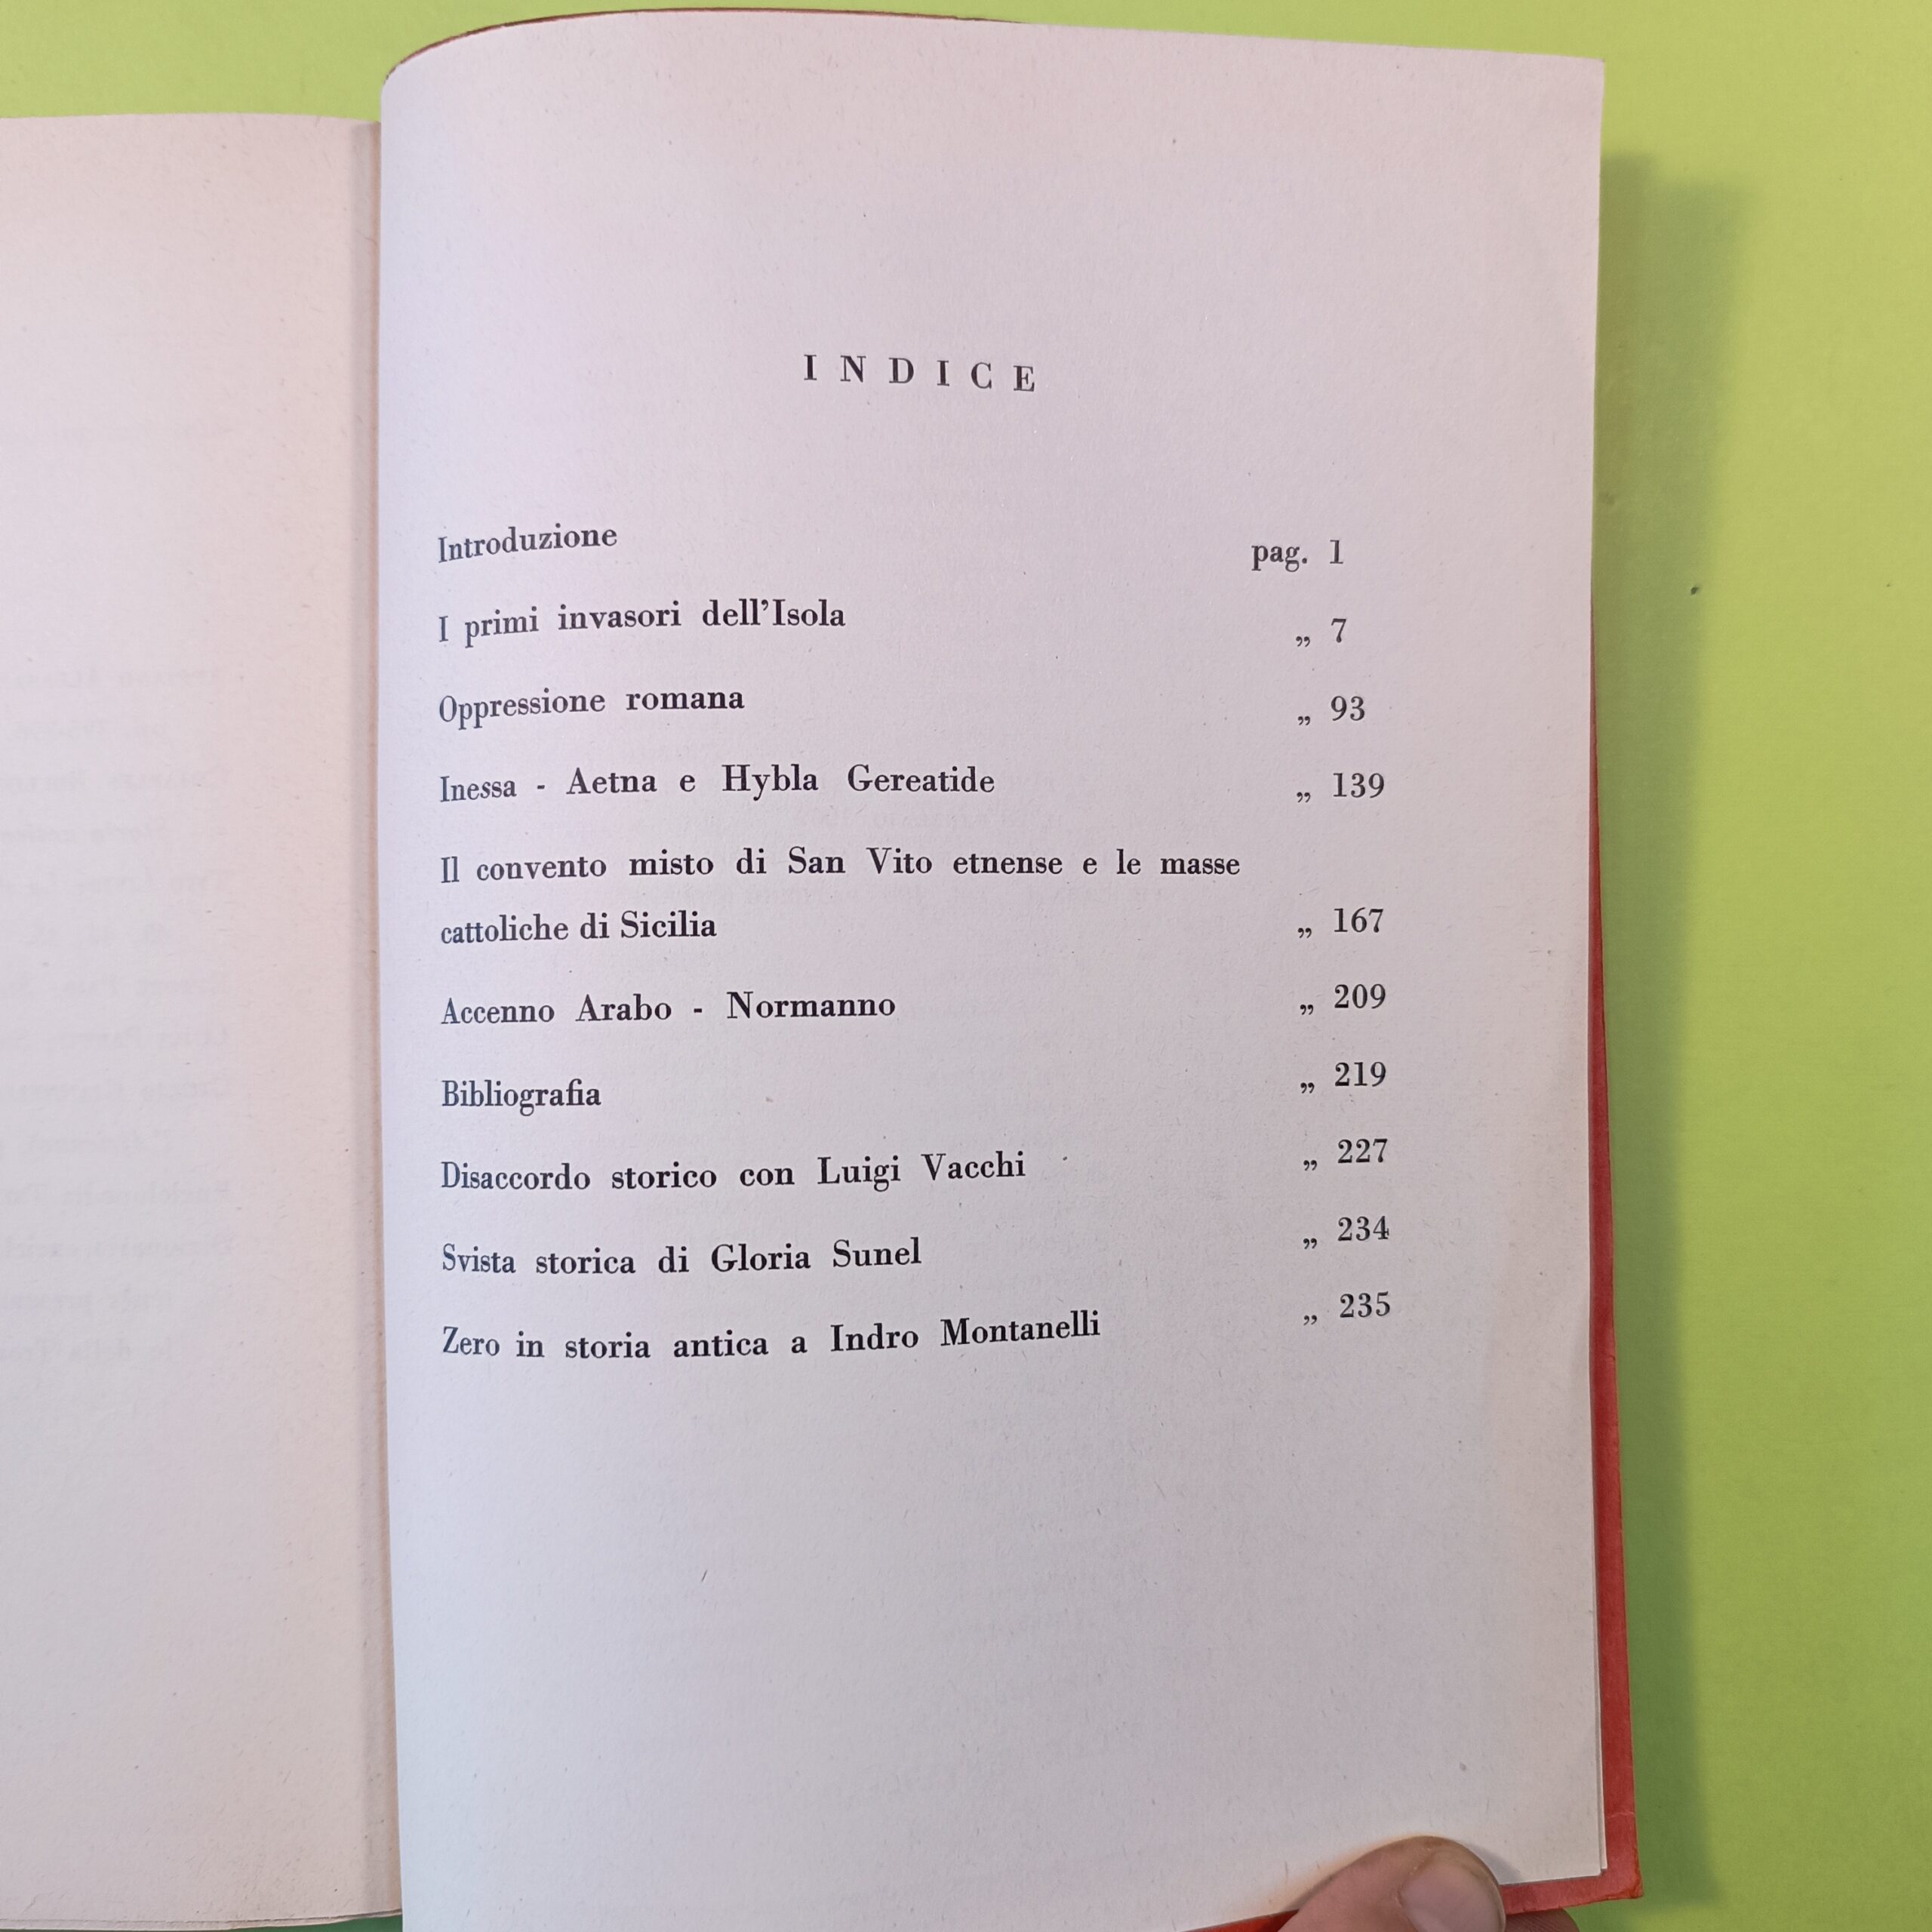 INDICE
Introduzione pag. 1
I primi invasori dell'Isola „ 7
Oppressione romana „ 93
Inessa - Aetna e Hybla Gereatide „ 139
Il convento misto di San Vito etnense e le masse
cattoliche di Sicilia „ 167
Accenno Arabo - Normanno „ 209
Bibliografia „ 219
Disaccordo storico con Luigi Vacchi „ 227
Svista storica di Gloria Sunel „ 234
Zero in storia antica a Indro Montanelli „ 235